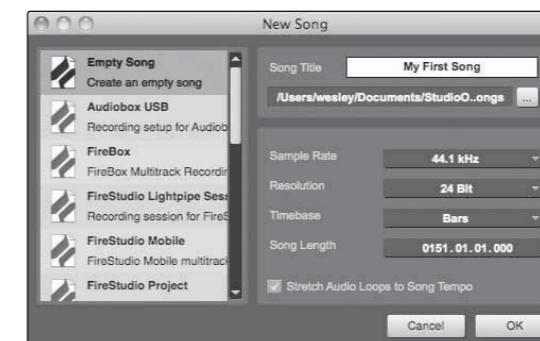 New Song
Empty Song
Create an empty song
Audiobox USB
Recording setup for Audiob
FireBox
FireBox Multitrack Recordin
FireStudio Lightpipe Sess
Recording session for FireS
FireStudio Mobile
FireStudio Mobile multitrack
FireStudio Project
Song Title My First Song
/Users/wesley/Documents/StudioO..ongs ...
Sample Rate 44.1 kHz
Resolution 24 Bit
Timebase Bars
Song Length 0151.01.01.000
Stretch Audio Loops to Song Tempo
Cancel OK